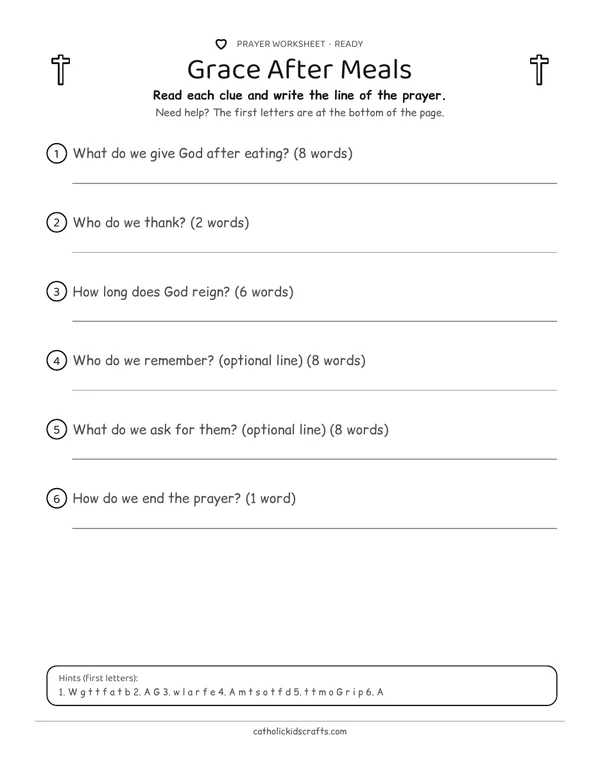 PRAYER WORKSHEET · READY
Grace After Meals
Read each clue and write the line of the prayer.
Need help? The first letters are at the bottom of the page.
1 What do we give God after eating? (8 words)
2 Who do we thank? (2 words)
3 How long does God reign? (6 words)
4 Who do we remember? (optional line) (8 words)
5 What do we ask for them? (optional line) (8 words)
6 How do we end the prayer? (1 word)
Hints (first letters):
1. W g t t f a t b 2. A G 3. w l a r f e 4. A m t s o t f d 5. t t m o G r i p 6. A
catholickidscrafts.com